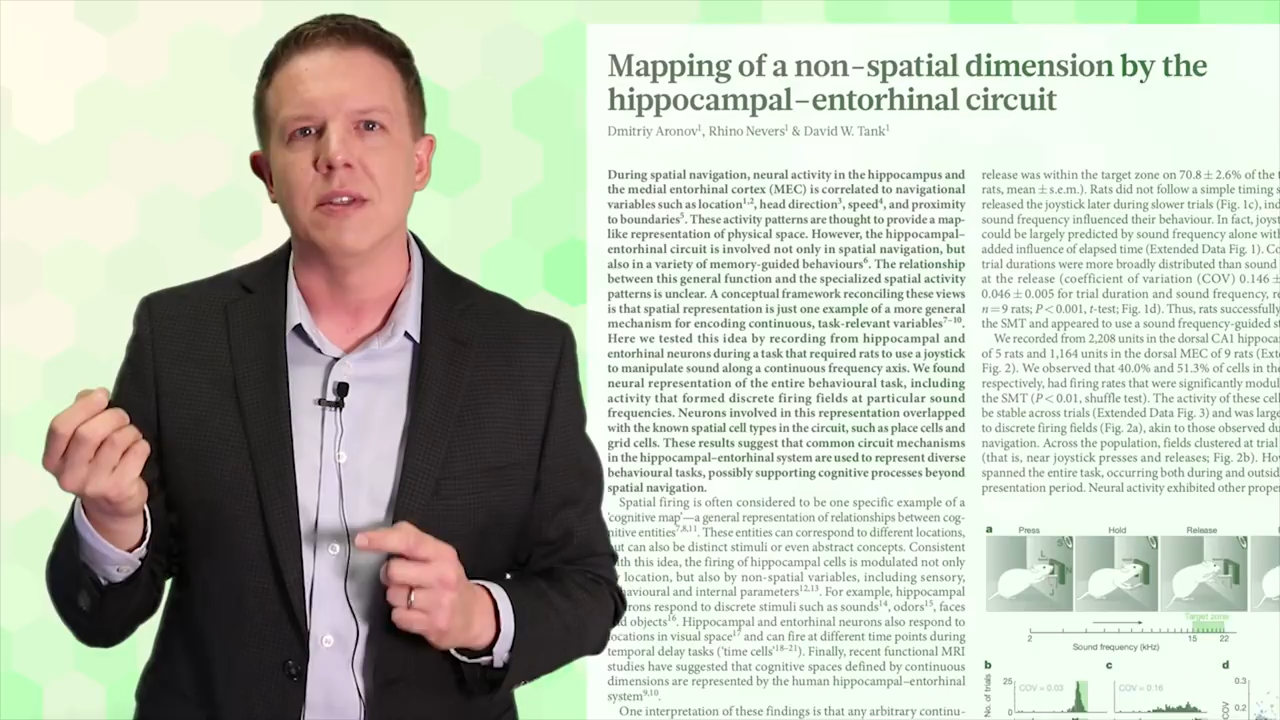 Mapping of a non-spatial dimension by the
hippocampal–entorhinal circuit
Dmitriy Aronov1, Rhino Nevers1 & David W. Tank1
During spatial navigation, neural activity in the hippocampus and
the medial entorhinal cortex (MEC) is correlated to navigational
variables such as location1,2, head direction3, speed4, and proximity
to boundaries5. These activity patterns are thought to provide a map-
like representation of physical space. However, the hippocampal–
entorhinal circuit is involved not only in spatial navigation, but
also in a variety of memory-guided behaviours6. The relationship
between this general function and the specialized spatial activity
patterns is unclear. A conceptual framework reconciling these views
is that spatial representation is just one example of a more general
mechanism for encoding continuous, task-relevant variables7–10.
Here we tested this idea by recording from hippocampal and
entorhinal neurons during a task that required rats to use a joystick
to manipulate sound along a continuous frequency axis. We found
neural representation of the entire behavioural task, including
activity that formed discrete firing fields at particular sound
frequencies. Neurons involved in this representation overlapped
with the known spatial cell types in the circuit, such as place cells and
grid cells. These results suggest that common circuit mechanisms
in the hippocampal–entorhinal system are used to represent diverse
behavioural tasks, possibly supporting cognitive processes beyond
spatial navigation.
Spatial firing is often considered to be one specific example of a
'cognitive map'—a general representation of relationships between cog-
nitive entities7,8,11. These entities can correspond to different locations,
but can also be distinct stimuli or even abstract concepts. Consistent
with this idea, the firing of hippocampal cells is modulated not only
location, but also by non-spatial variables, including sensory,
behavioural and internal parameters12,13. For example, hippocampal
respond to discrete stimuli such as sounds14, odors15, faces
objects16. Hippocampal and entorhinal neurons also respond to
locations in visual space17 and can fire at different time points during
temporal delay tasks ('time cells'18–21). Finally, recent functional MRI
studies have suggested that cognitive spaces defined by continuous
dimensions are represented by the human hippocampal–entorhinal
system9,10.
One interpretation of these findings is that any arbitrary continu-
release was within the target zone on 70.8 ± 2.6% of the t
rats, mean ± s.e.m.). Rats did not follow a simple timing s
released the joystick later during slower trials (Fig. 1c), ind
sound frequency influenced their behaviour. In fact, joys
could be largely predicted by sound frequency alone with
added influence of elapsed time (Extended Data Fig. 1). Co
trial durations were more broadly distributed than sound
at the release (coefficient of variation (COV) 0.146 ±
0.046 ± 0.005 for trial duration and sound frequency, r
n = 9 rats; P < 0.001, t-test; Fig. 1d). Thus, rats successfully
the SMT and appeared to use a sound frequency-guided s
We recorded from 2,208 units in the dorsal CA1 hippoca
of 5 rats and 1,164 units in the dorsal MEC of 9 rats (Ext
Fig. 2). We observed that 40.0% and 51.3% of cells in the
respectively, had firing rates that were significantly modul
the SMT (P < 0.01, shuffle test). The activity of these cel
be stable across trials (Extended Data Fig. 3) and was larg
to discrete firing fields (Fig. 2a), akin to those observed du
navigation. Across the population, fields clustered at trial
(that is, near joystick presses and releases; Fig. 2b). How
spanned the entire task, occurring both during and outsid
presentation period. Neural activity exhibited other prope
a
Press Hold Release
Target zone
2 15 22
Sound frequency (kHz)
b c d
No. of trials
25
0
COV = 0.03
COV = 0.16
COV
0.3
0.2